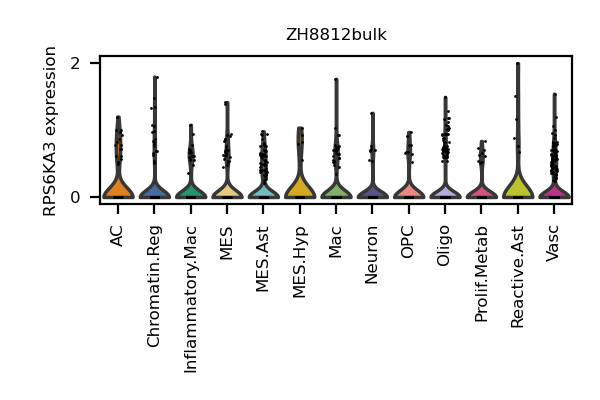 ZH8812bulk
RPS6KA3 expression
2
0
AC
Chromatin.Reg
Inflammatory.Mac
MES
MES.Ast
MES.Hyp
Mac
Neuron
OPC
Oligo
Prolif.Metab
Reactive.Ast
Vasc